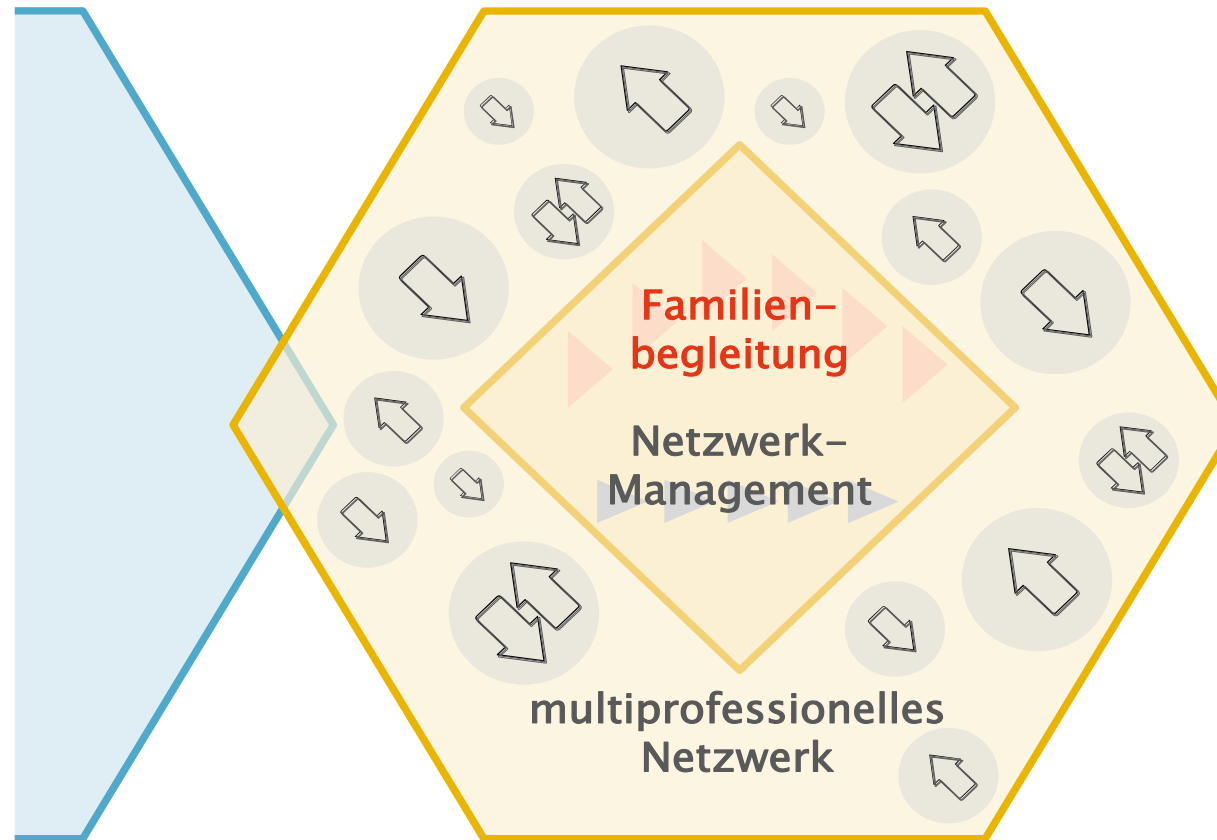 Familien–
begleitung
Netzwerk–
Management
multiprofessionelles
Netzwerk